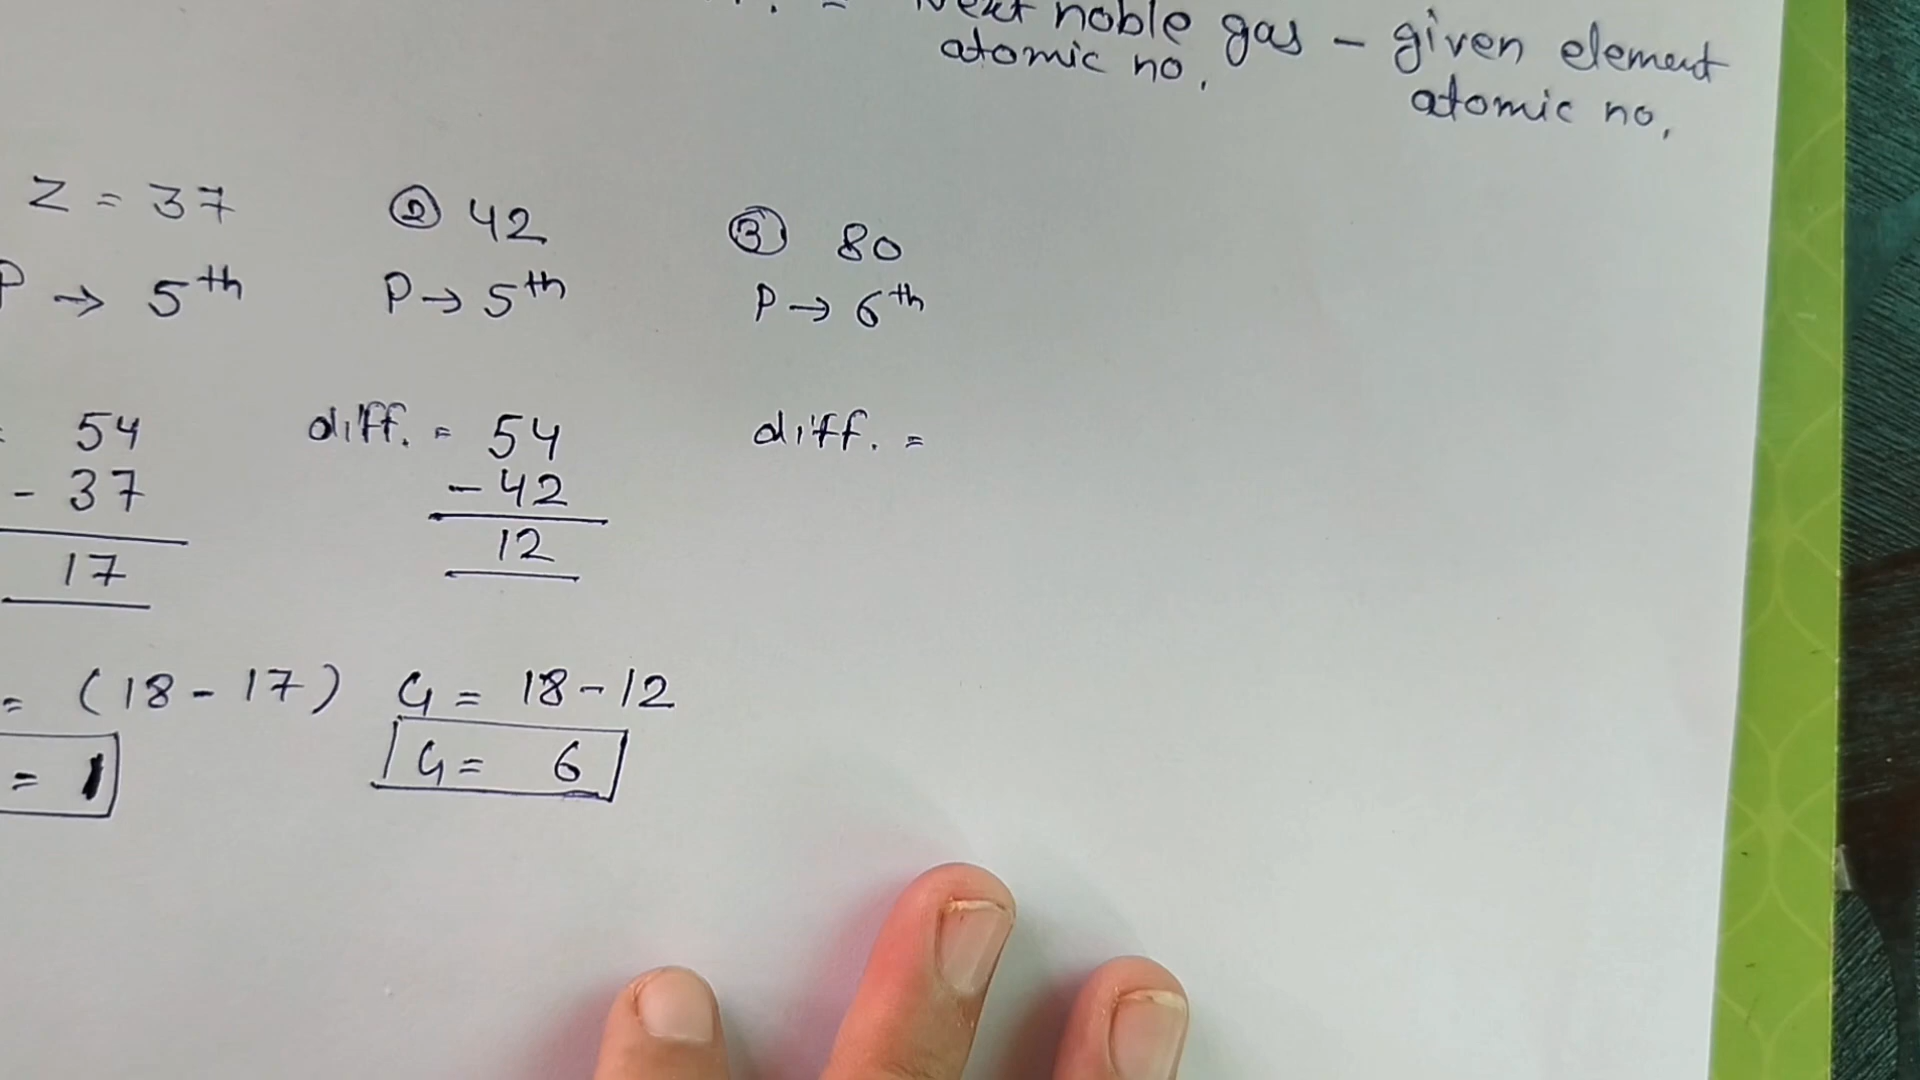 = Next noble gas - given element
atomic no. atomic no.
Z = 37
P → 5th
54
- 37
17
= (18 - 17)
= 1
② 42
P → 5th
diff. = 54
- 42
12
G = 18 - 12
G = 6
③ 80
P → 6th
diff. =